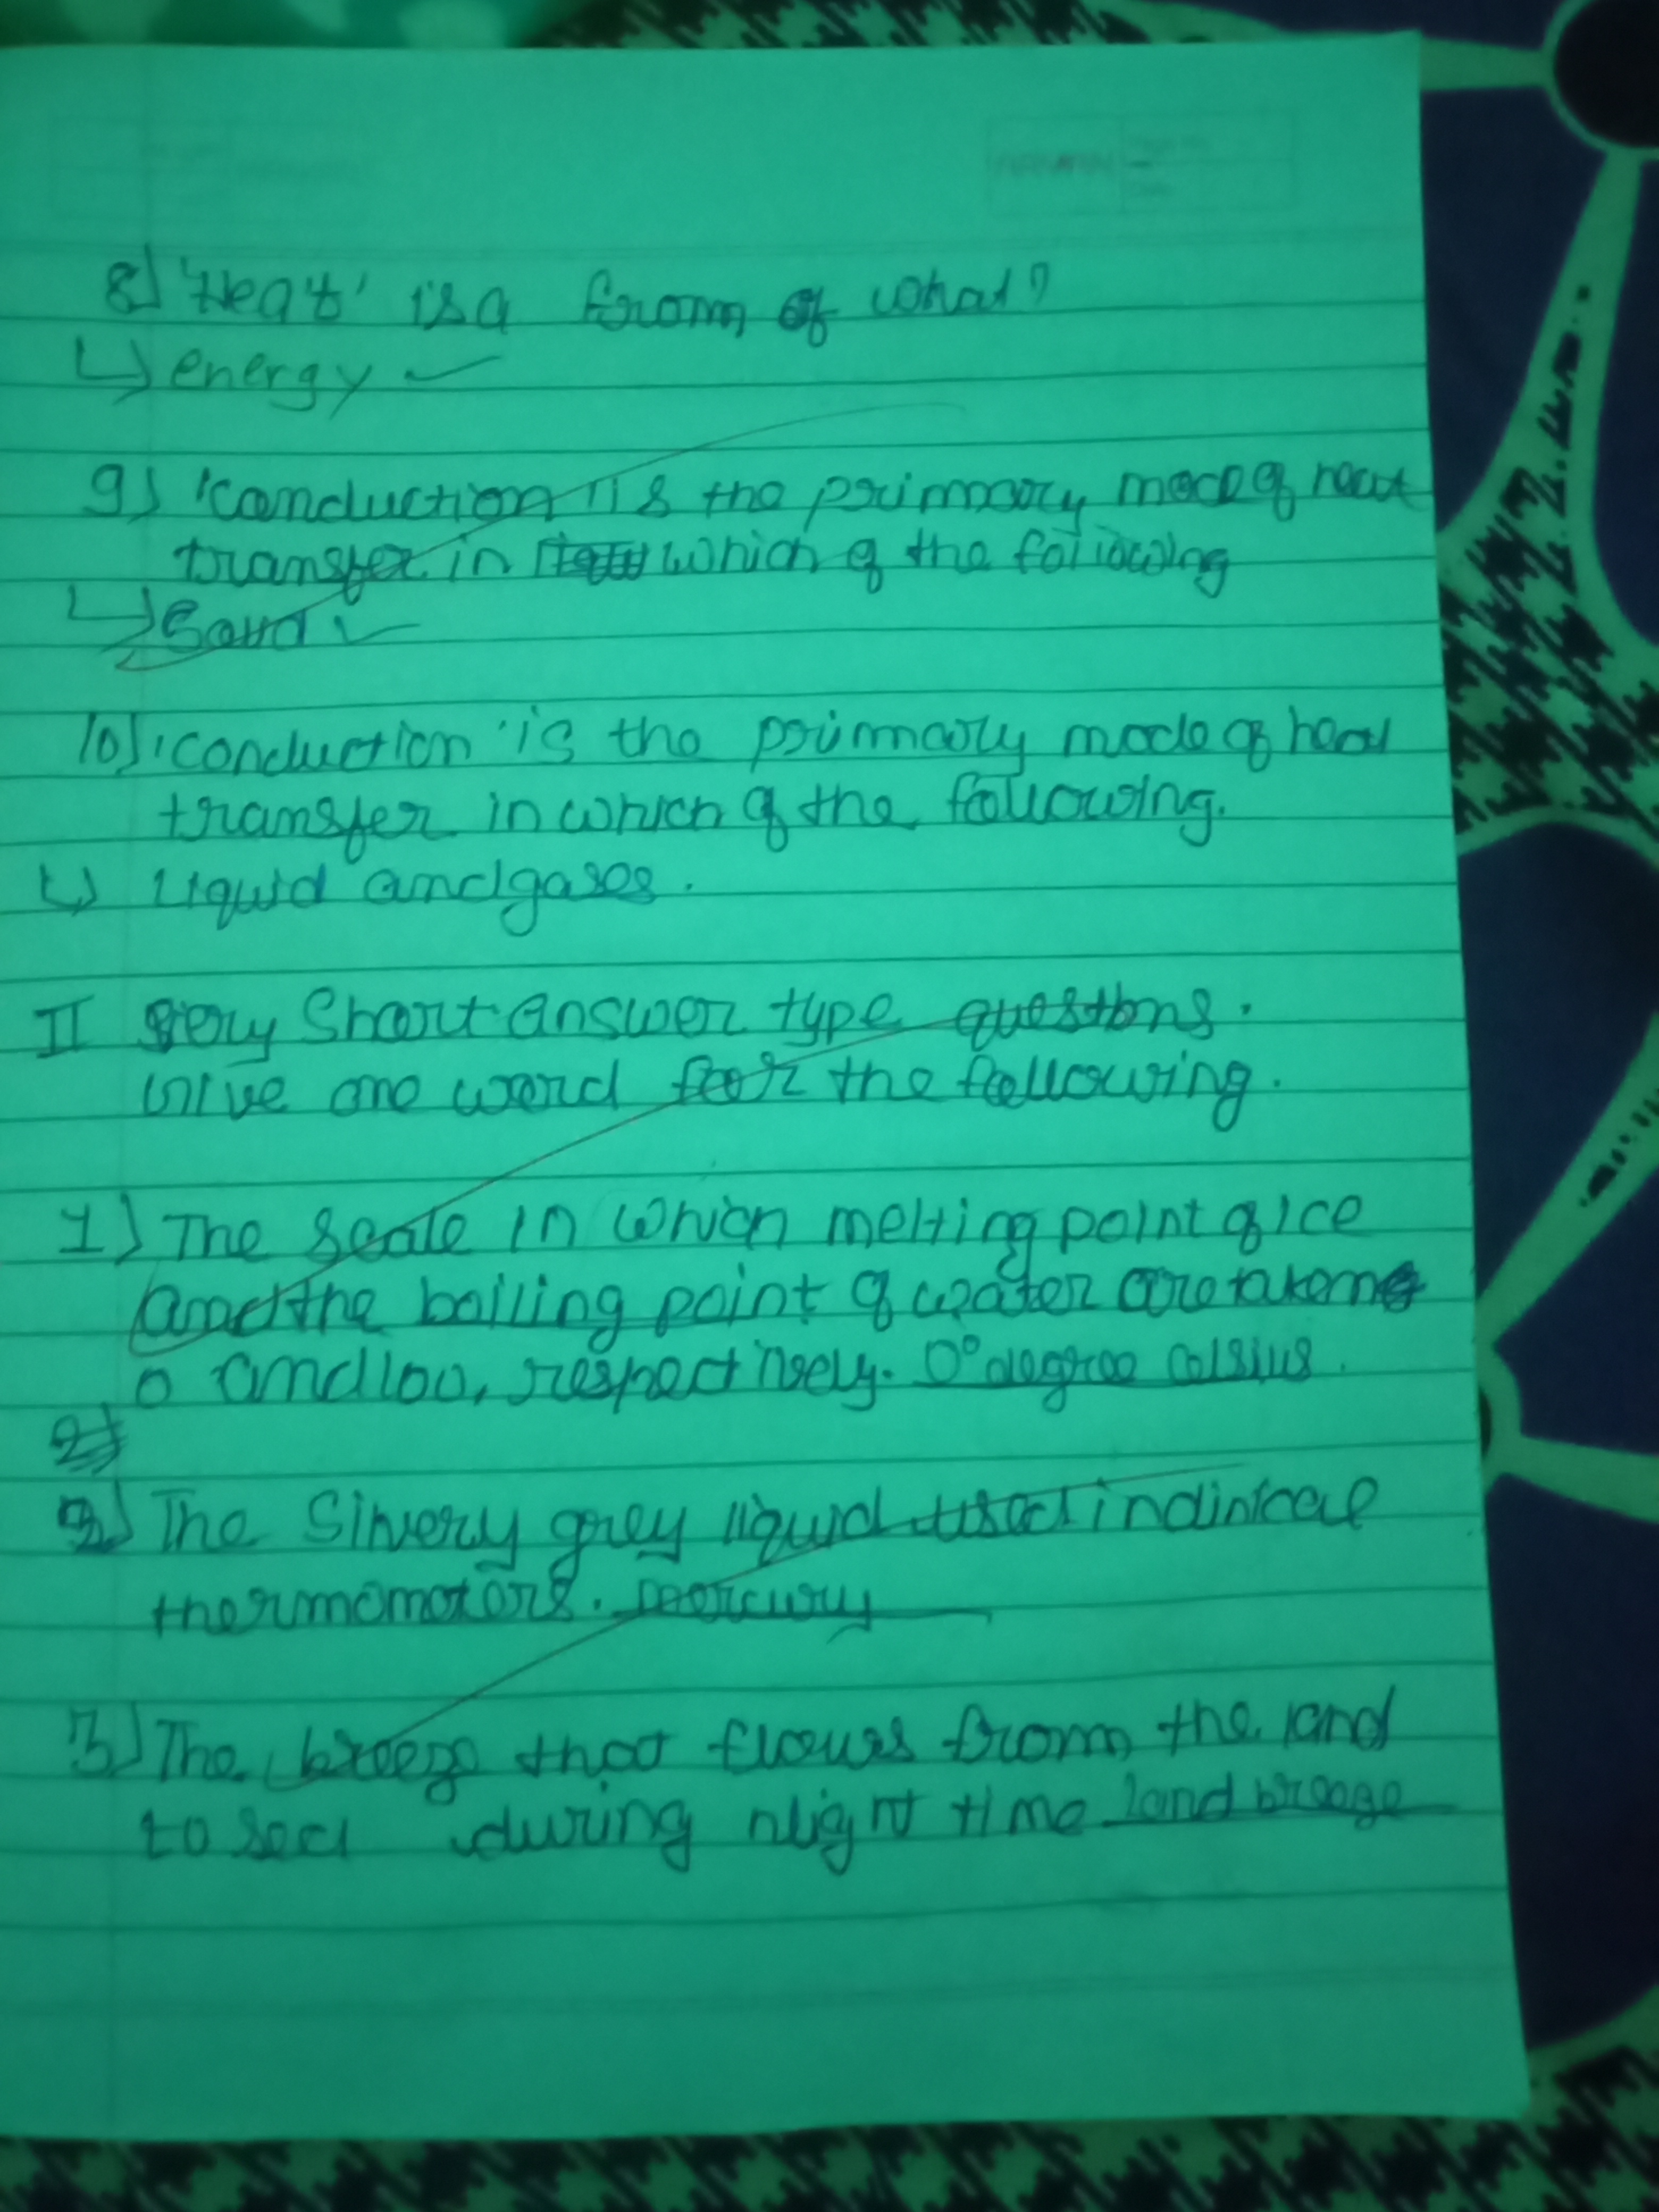 8) 'Heat' is a from of what?
↳ energy ✓
9) 'conduction' is the primary mode of heat
transfer in which of the following
↳ Solid ✓
10) 'conduction' is the primary mode of heat
transfer in which of the following.
↳ Liquid and gases.
II Very Short answer type questions.
Give one word for the following.
1) The Scale in which melting point of ice
and the boiling point of water are taken
0 and 100, respectively. 0° degree Celsius.
2) The Silvery grey liquid used in clinical
thermometers. mercury
3) The breeze that flows from the land
to sea during night time land breeze